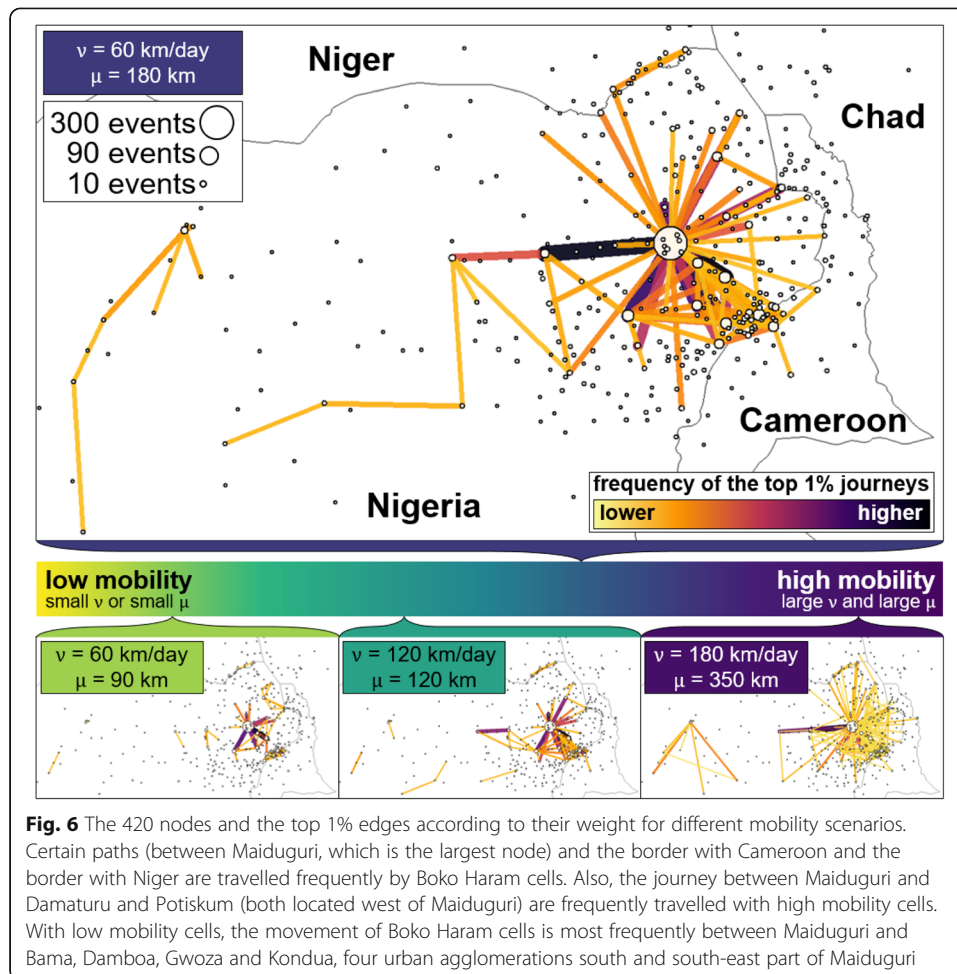 ν = 60 km/day
μ = 180 km
300 events
90 events
10 events
Niger
Chad
Cameroon
Nigeria
frequency of the top 1% journeys
lower higher
low mobility
small ν or small μ
high mobility
large ν and large μ
ν = 60 km/day
μ = 90 km
ν = 120 km/day
μ = 120 km
ν = 180 km/day
μ = 350 km
Fig. 6 The 420 nodes and the top 1% edges according to their weight for different mobility scenarios.
Certain paths (between Maiduguri, which is the largest node) and the border with Cameroon and the
border with Niger are travelled frequently by Boko Haram cells. Also, the journey between Maiduguri and
Damaturu and Potiskum (both located west of Maiduguri) are frequently travelled with high mobility cells.
With low mobility cells, the movement of Boko Haram cells is most frequently between Maiduguri and
Bama, Damboa, Gwoza and Kondua, four urban agglomerations south and south-east part of Maiduguri